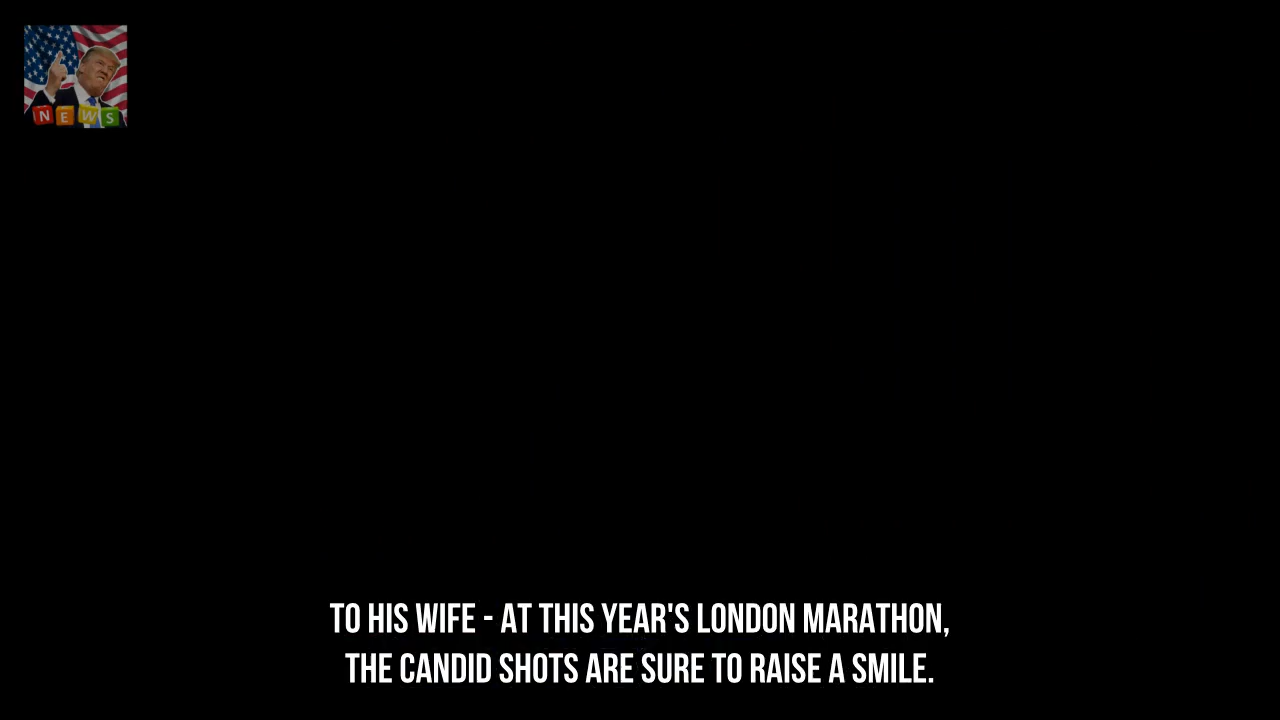 NEWS
TO HIS WIFE - AT THIS YEAR'S LONDON MARATHON,
THE CANDID SHOTS ARE SURE TO RAISE A SMILE.